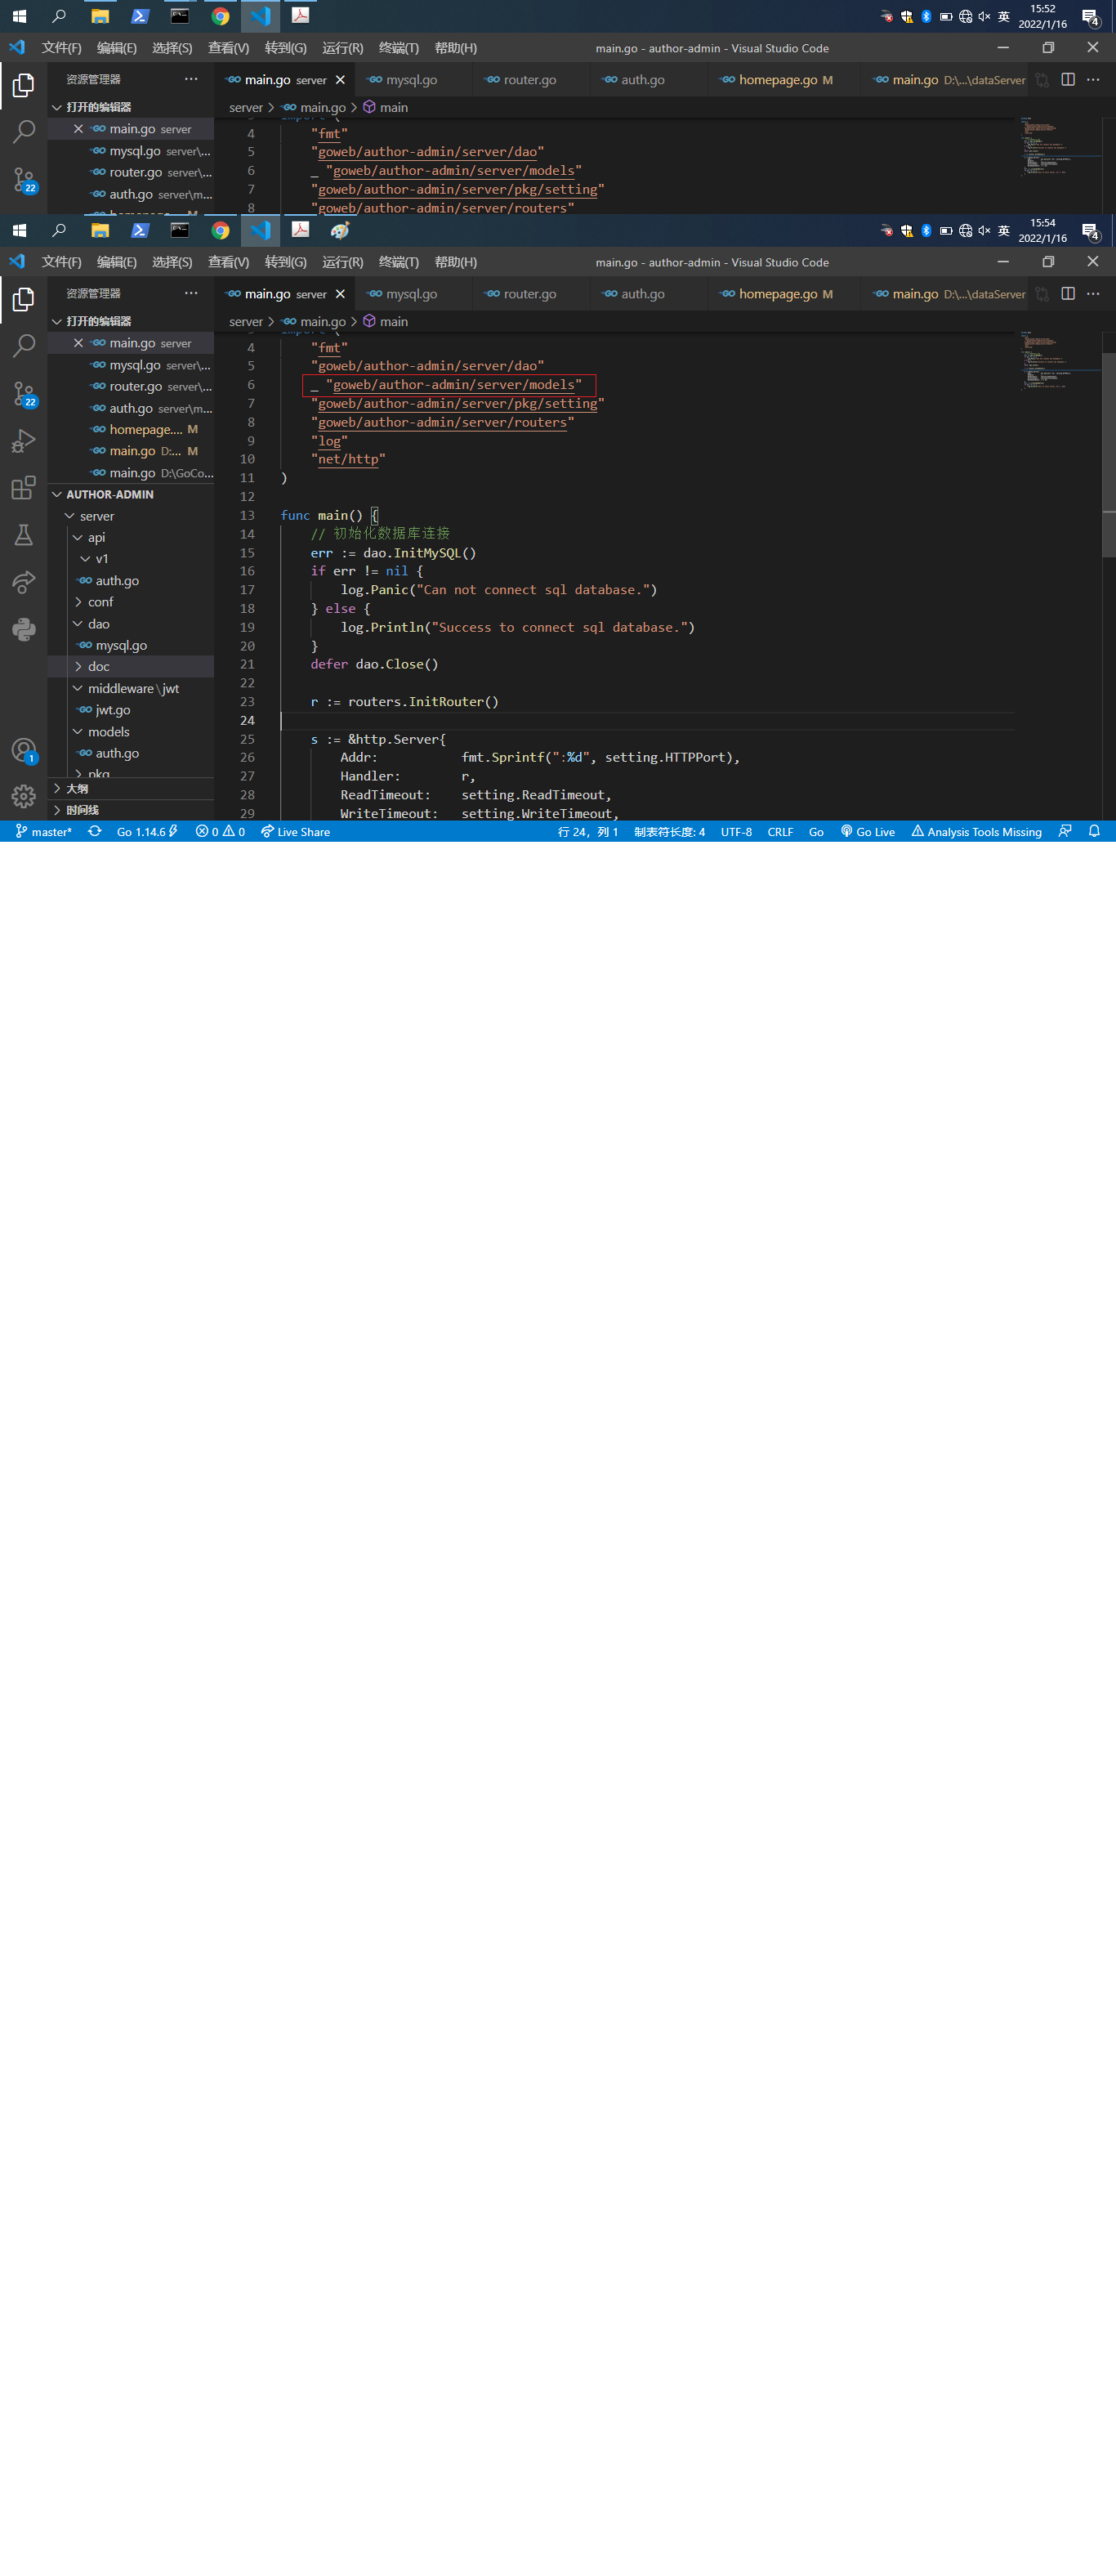 15:52
2022/1/16
英
4
文件(F) 编辑(E) 选择(S) 查看(V) 转到(G) 运行(R) 终端(T) 帮助(H) main.go - author-admin - Visual Studio Code
资源管理器 ···
main.go server mysql.go router.go auth.go homepage.go M main.go D:\...\dataServer
打开的编辑器
server > main.go > main
main.go server
mysql.go server\...
router.go server\...
auth.go server\m...
22
import (
4 "fmt"
5 "goweb/author-admin/server/dao"
6 _ "goweb/author-admin/server/models"
7 "goweb/author-admin/server/pkg/setting"
8 "goweb/author-admin/server/routers"
15:54
2022/1/16
英
4
文件(F) 编辑(E) 选择(S) 查看(V) 转到(G) 运行(R) 终端(T) 帮助(H) main.go - author-admin - Visual Studio Code
资源管理器 ···
main.go server mysql.go router.go auth.go homepage.go M main.go D:\...\dataServer
打开的编辑器
server > main.go > main
main.go server
mysql.go server\...
router.go server\...
auth.go server\m...
homepage.... M
main.go D:... M
main.go D:\GoCo...
22
AUTHOR-ADMIN
server
api
v1
auth.go
conf
dao
mysql.go
doc
middleware\jwt
jwt.go
models
auth.go
pkg
大纲
时间线
1
import (
4 "fmt"
5 "goweb/author-admin/server/dao"
6 _ "goweb/author-admin/server/models"
7 "goweb/author-admin/server/pkg/setting"
8 "goweb/author-admin/server/routers"
9 "log"
10 "net/http"
11 )
12
13 func main() {
14 // 初始化数据库连接
15 err := dao.InitMySQL()
16 if err != nil {
17 log.Panic("Can not connect sql database.")
18 } else {
19 log.Println("Success to connect sql database.")
20 }
21 defer dao.Close()
22
23 r := routers.InitRouter()
24
25 s := &http.Server{
26 Addr: fmt.Sprintf(":%d", setting.HTTPPort),
27 Handler: r,
28 ReadTimeout: setting.ReadTimeout,
29 WriteTimeout: setting.WriteTimeout,
master* Go 1.14.6 0 0 Live Share 行 24，列 1 制表符长度: 4 UTF-8 CRLF Go Go Live Analysis Tools Missing